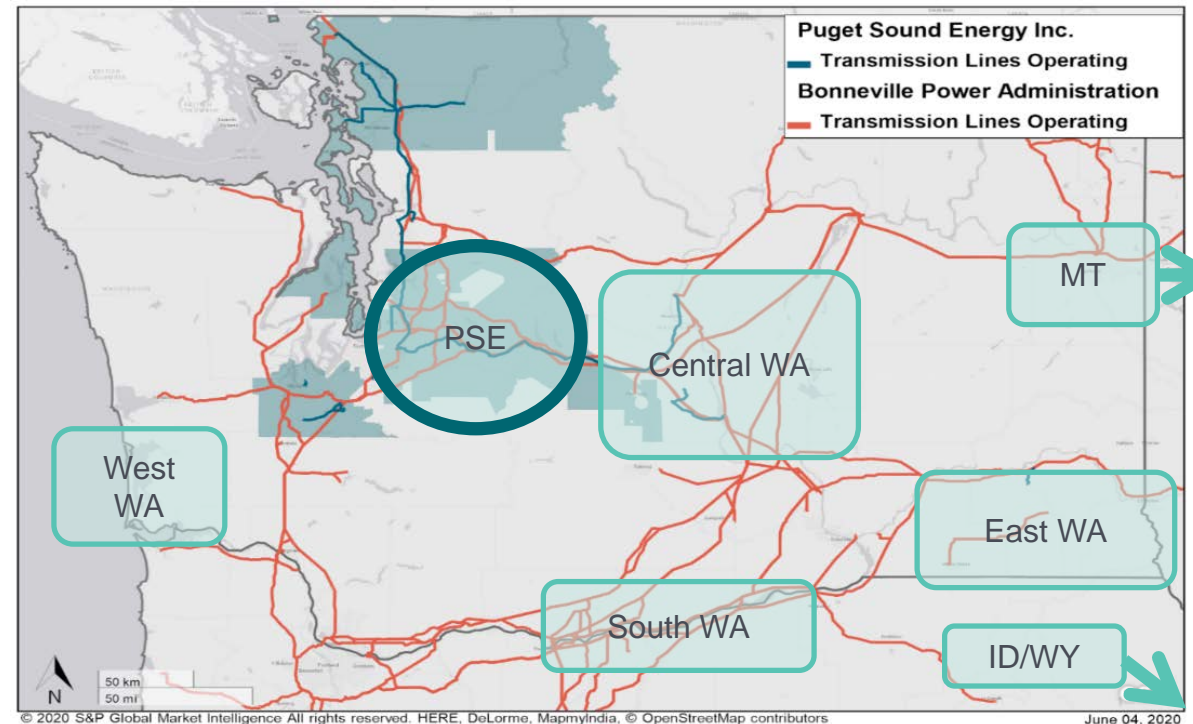 Puget Sound Energy Inc.
Transmission Lines Operating
Bonneville Power Administration
Transmission Lines Operating
MT
PSE
Central WA
West
WA
East WA
South WA
ID/WY
N
50 km
50 mi
© 2020 S&P Global Market Intelligence All rights reserved. HERE, DeLorme, MapmyIndia, © OpenStreetMap contributors
June 04, 2020